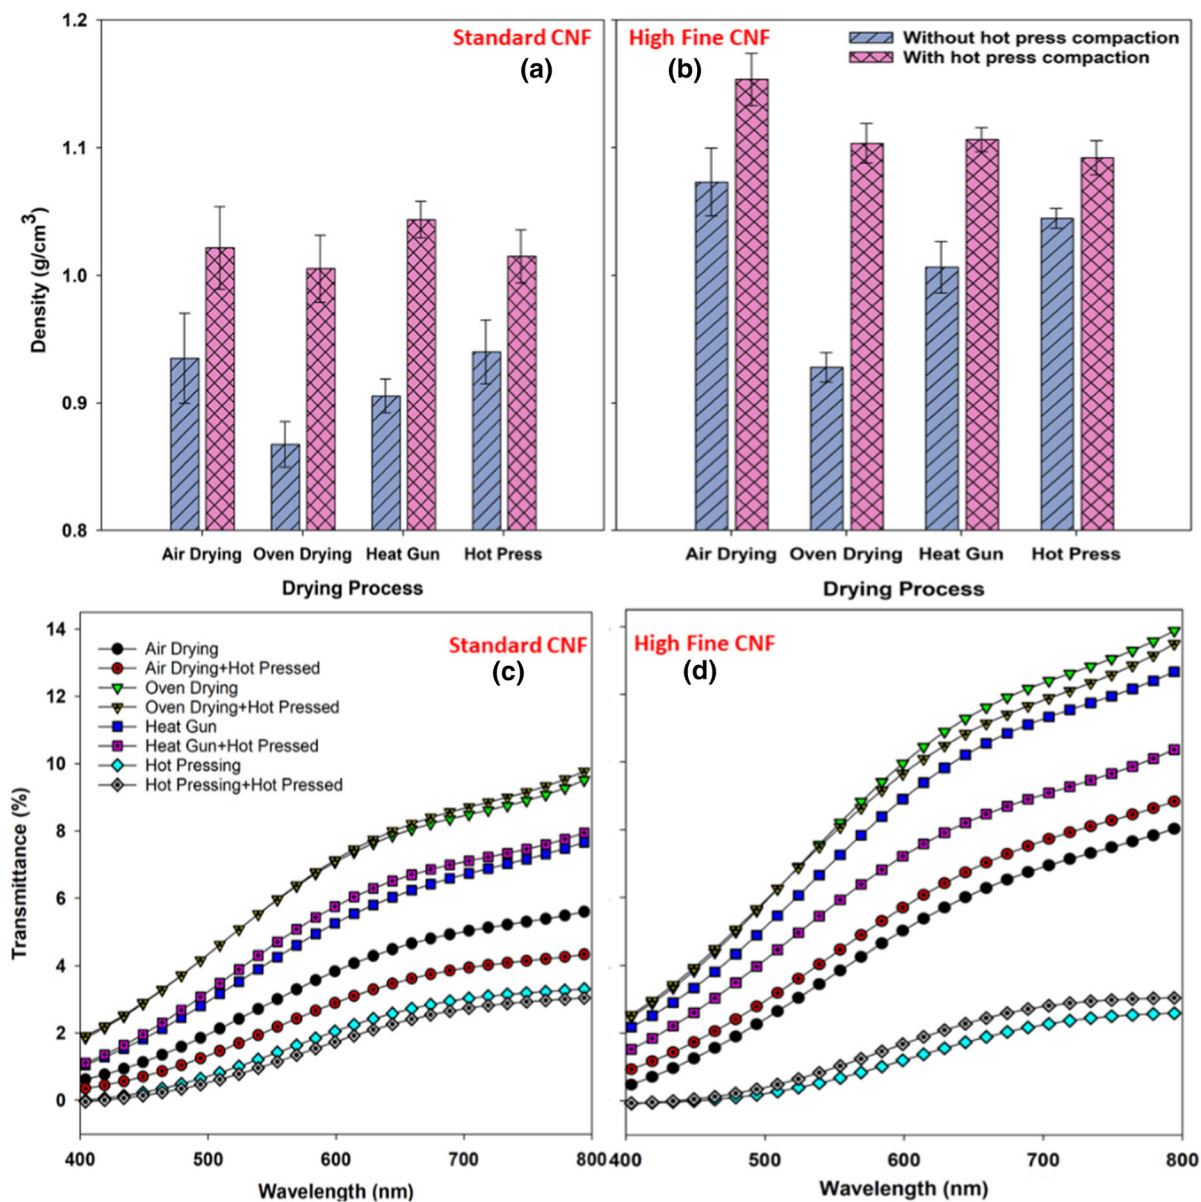 Standard CNF
(a)
High Fine CNF
(b)
Without hot press compaction
With hot press compaction
Density (g/cm3)
1.2
1.1
1.0
0.9
0.8
Air Drying Oven Drying Heat Gun Hot Press
Drying Process
Air Drying Oven Drying Heat Gun Hot Press
Drying Process
Standard CNF
(c)
Air Drying
Air Drying+Hot Pressed
Oven Drying
Oven Drying+Hot Pressed
Heat Gun
Heat Gun+Hot Pressed
Hot Pressing
Hot Pressing+Hot Pressed
High Fine CNF
(d)
Transmittance (%)
14
12
10
8
6
4
2
0
400 500 600 700 800
Wavelength (nm)
400 500 600 700 800
Wavelength (nm)